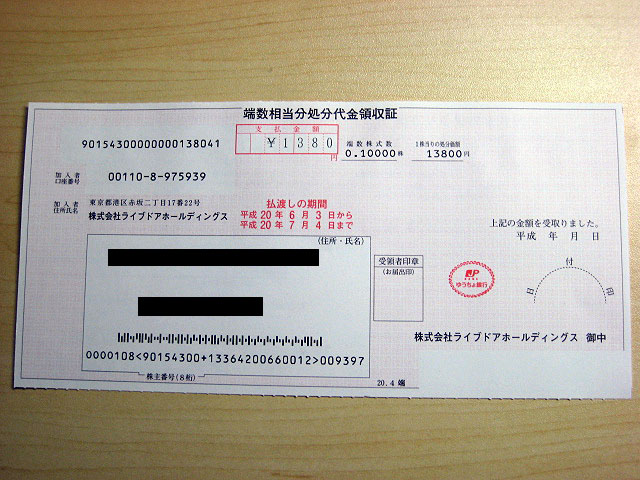 端数相当分処分代金領収証
90154300000000138041
支払金額
¥1380
円
端数株式数
0.10000株
1株当りの処分価額
13800円
加入者
口座番号
00110-8-975939
加入者
住所氏名
東京都港区赤坂二丁目17番22号
株式会社ライブドアホールディングス
払渡しの期間
平成20年6月3日から
平成20年7月4日まで
(住所・氏名)
受領者印章
(お届出印)
上記の金額を受取りました。
平成 年 月 日
JP
BANK
ゆうちょ銀行
日 付 印
株式会社ライブドアホールディングス 御中
0000108<90154300+13364200660012>009397
株主番号(8桁)
20.4 端